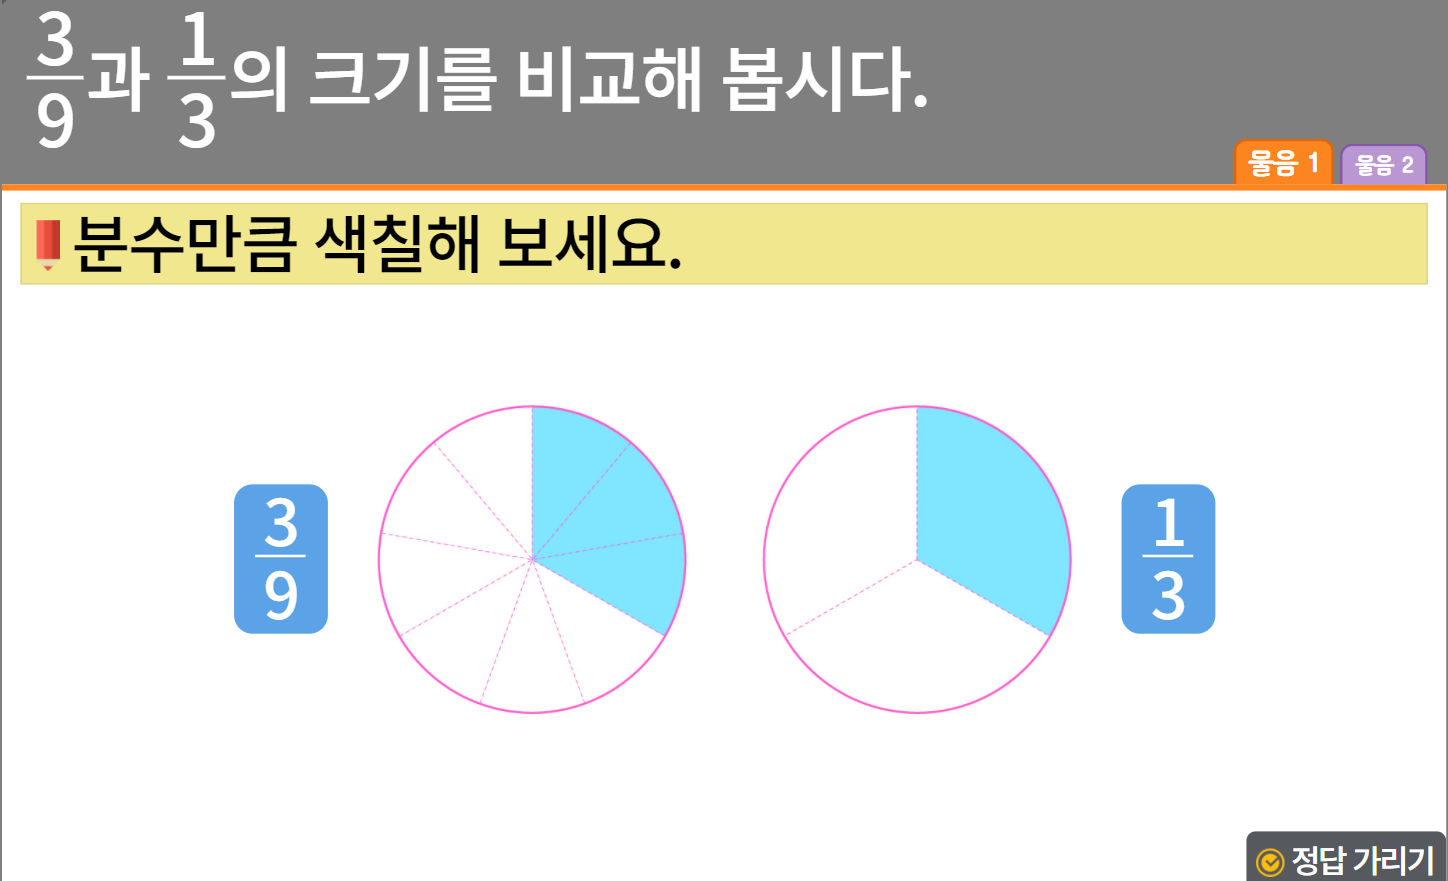 3/9과 1/3의 크기를 비교해 봅시다.
물음 1 물음 2
분수만큼 색칠해 보세요.
3/9 1/3
정답 가리기